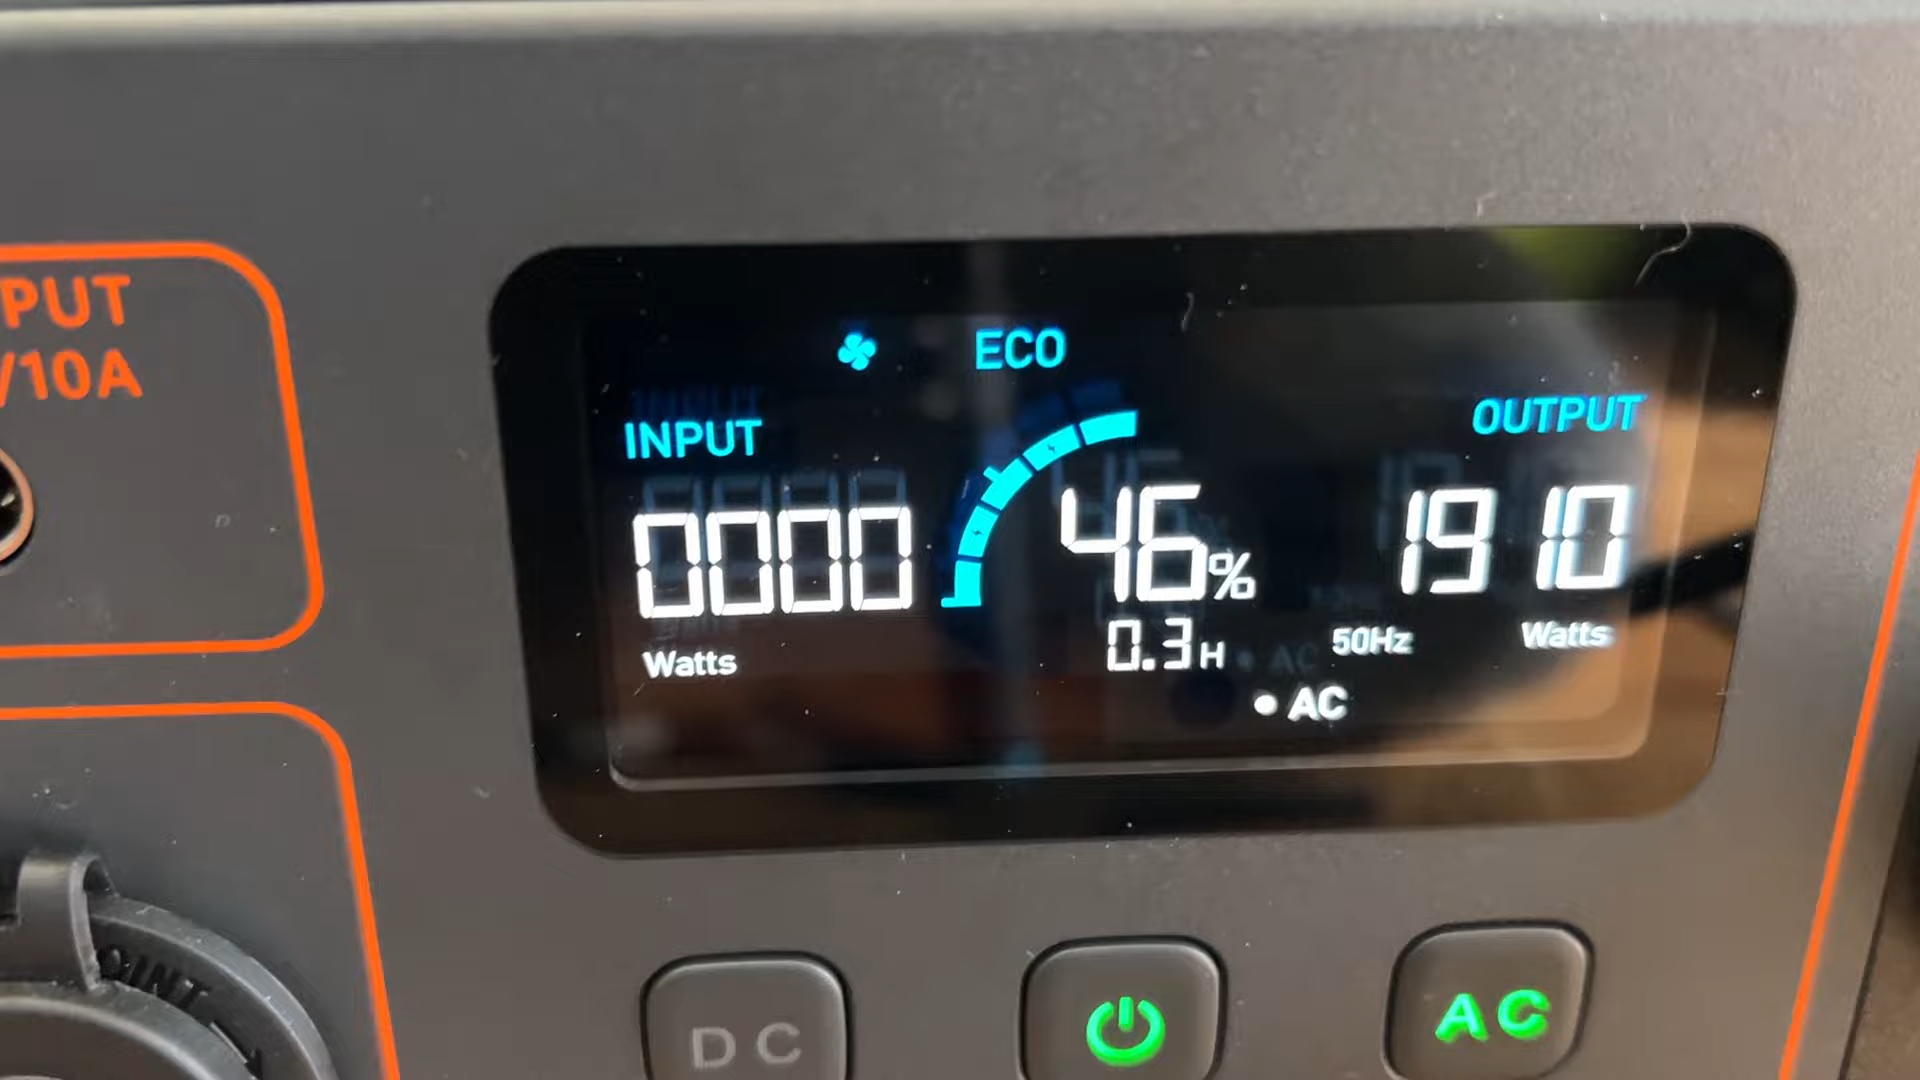 PUT
/10A
ECO
INPUT
OUTPUT
0000
46%
1910
Watts
0.3H
50Hz
Watts
• AC
DC
AC